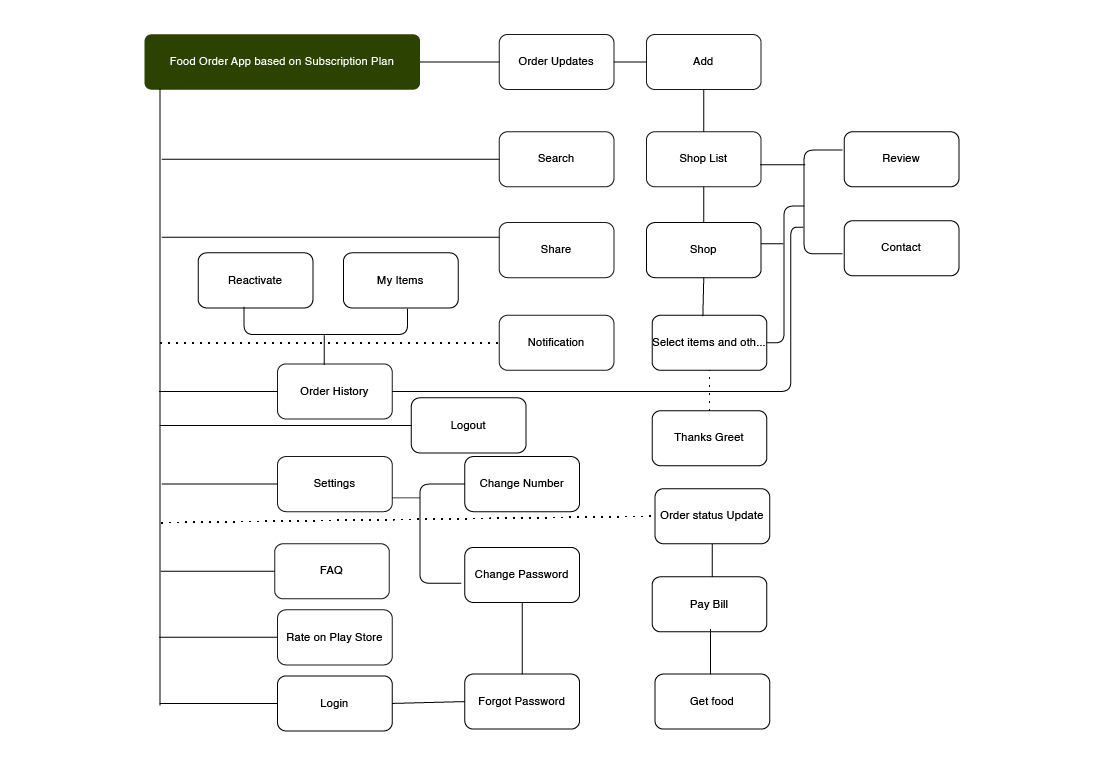 Food Order App based on Subscription Plan
Order Updates
Add
Search
Shop List
Review
Share
Shop
Contact
Reactivate
My Items
Notification
Select items and oth...
Order History
Logout
Thanks Greet
Settings
Change Number
Order status Update
FAQ
Change Password
Pay Bill
Rate on Play Store
Login
Forgot Password
Get food